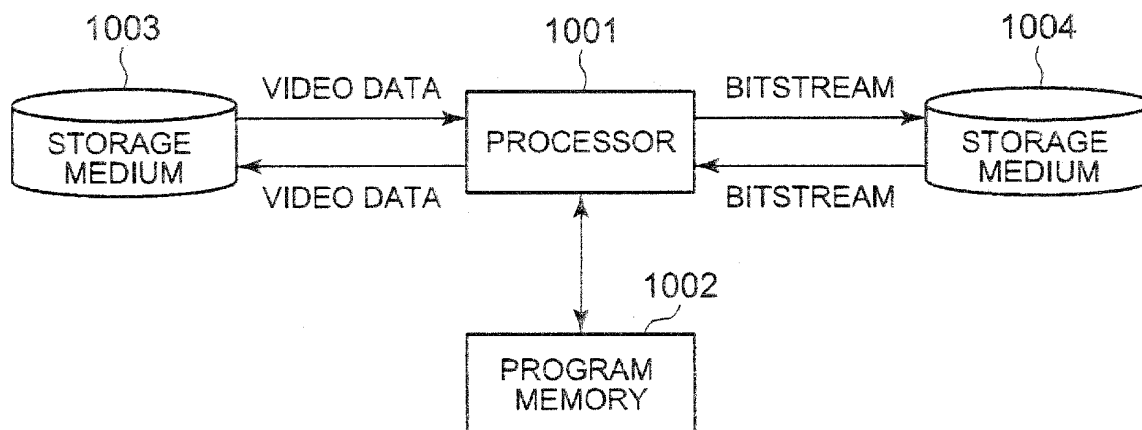 1003
1001
1004
VIDEO DATA
BITSTREAM
STORAGE
MEDIUM
PROCESSOR
STORAGE
MEDIUM
VIDEO DATA
BITSTREAM
1002
PROGRAM
MEMORY